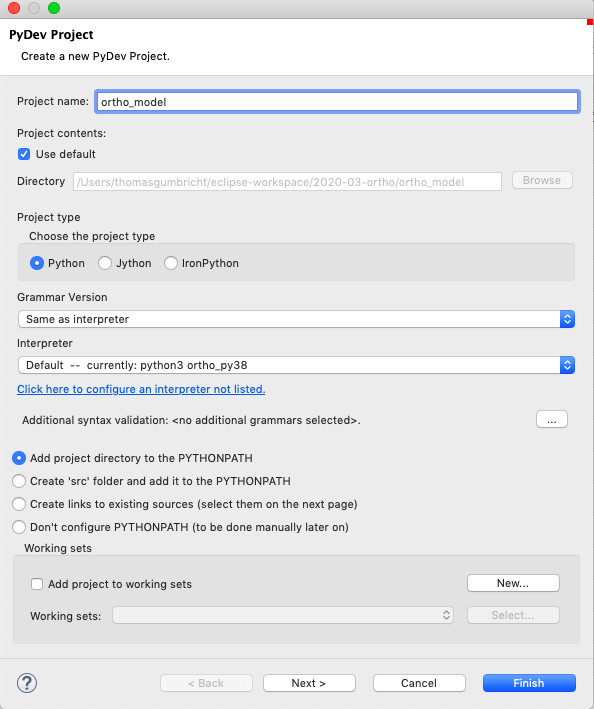 PyDev Project
Create a new PyDev Project.
Project name: ortho_model
Project contents:
Use default
Directory /Users/thomasgumbricht/eclipse-workspace/2020-03-ortho/ortho_model Browse
Project type
Choose the project type
Python Jython IronPython
Grammar Version
Same as interpreter
Interpreter
Default -- currently: python3 ortho_py38
Click here to configure an interpreter not listed.
Additional syntax validation: <no additional grammars selected>. ...
Add project directory to the PYTHONPATH
Create 'src' folder and add it to the PYTHONPATH
Create links to existing sources (select them on the next page)
Don't configure PYTHONPATH (to be done manually later on)
Working sets
Add project to working sets New...
Working sets: Select...
? < Back Next > Cancel Finish